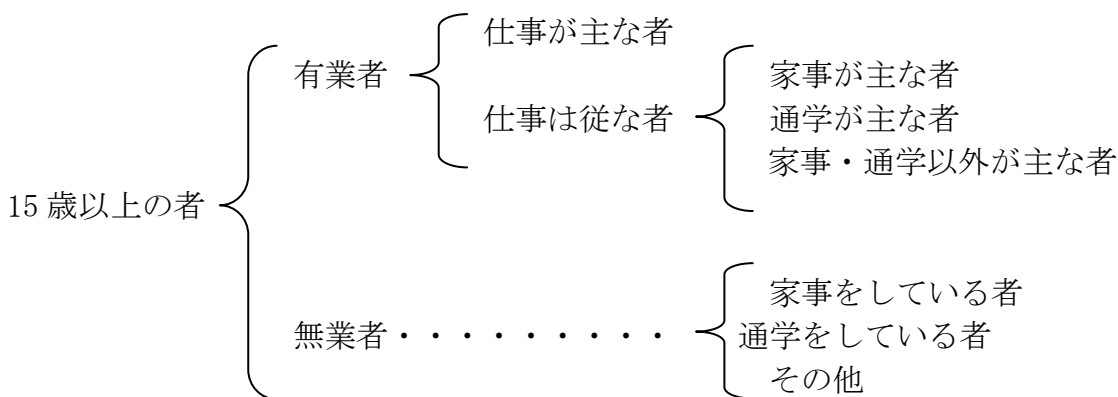 仕事が主な者
有業者
家事が主な者
仕事は従な者
通学が主な者
家事・通学以外が主な者
15歳以上の者
家事をしている者
無業者・・・・・・・・・
通学をしている者
その他